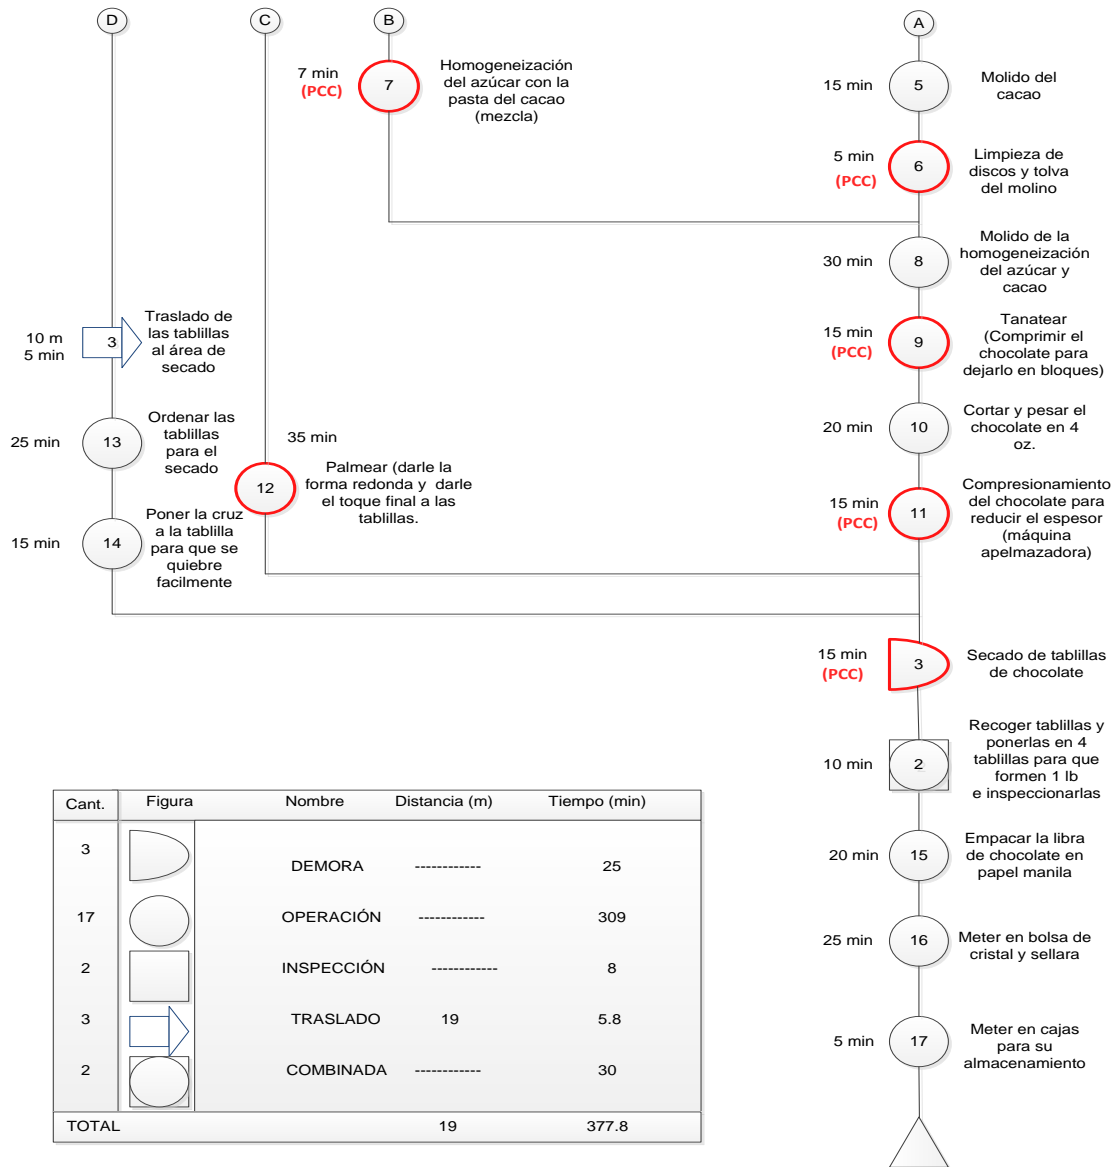 D
C
B
A
7 min
(PCC)
7
Homogeneización
del azúcar con la
pasta del cacao
(mezcla)
15 min
5
Molido del
cacao
5 min
(PCC)
6
Limpieza de
discos y tolva
del molino
30 min
8
Molido de la
homogeneización
del azúcar y
cacao
10 m
5 min
3
Traslado de
las tablillas
al área de
secado
15 min
(PCC)
9
Tanatear
(Comprimir el
chocolate para
dejarlo en bloques)
25 min
13
Ordenar las
tablillas
para el
secado
35 min
12
Palmear (darle la
forma redonda y darle
el toque final a las
tablillas.
20 min
10
Cortar y pesar el
chocolate en 4
oz.
15 min
14
Poner la cruz
a la tablilla
para que se
quiebre
facilmente
15 min
(PCC)
11
Compresionamiento
del chocolate para
reducir el espesor
(máquina
apelmazadora)
15 min
(PCC)
3
Secado de tablillas
de chocolate
10 min
2
Recoger tablillas y
ponerlas en 4
tablillas para que
formen 1 lb
e inspeccionarlas
20 min
15
Empacar la libra
de chocolate en
papel manila
25 min
16
Meter en bolsa de
cristal y sellara
5 min
17
Meter en cajas
para su
almacenamiento
Cant. Figura Nombre Distancia (m) Tiempo (min)
3 DEMORA ------------ 25
17 OPERACIÓN ------------ 309
2 INSPECCIÓN ------------ 8
3 TRASLADO 19 5.8
2 COMBINADA ------------ 30
TOTAL 19 377.8